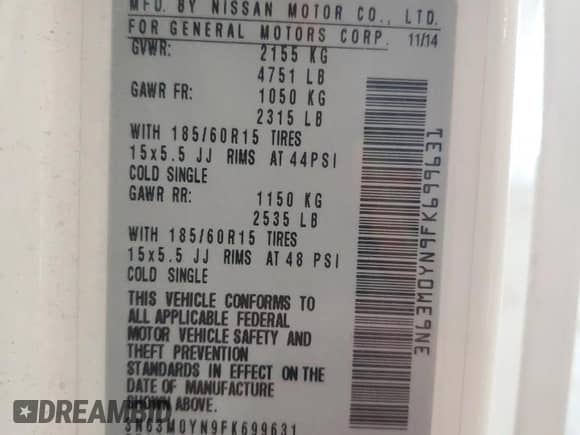 MFD. BY NISSAN MOTOR CO., LTD.
FOR GENERAL MOTORS CORP. 11/14
GVWR: 2155 KG
4751 LB
GAWR FR: 1050 KG
2315 LB
WITH 185/60R15 TIRES
15x5.5 JJ RIMS AT 44PSI
COLD SINGLE
GAWR RR: 1150 KG
2535 LB
WITH 185/60R15 TIRES
15x5.5 JJ RIMS AT 48 PSI
COLD SINGLE
THIS VEHICLE CONFORMS TO
ALL APPLICABLE FEDERAL
MOTOR VEHICLE SAFETY AND
THEFT PREVENTION
STANDARDS IN EFFECT ON THE
DATE OF MANUFACTURE
SHOWN ABOVE.
3N63M0YN9FK699631
3N63M0YN9FK699631
DREAMBID